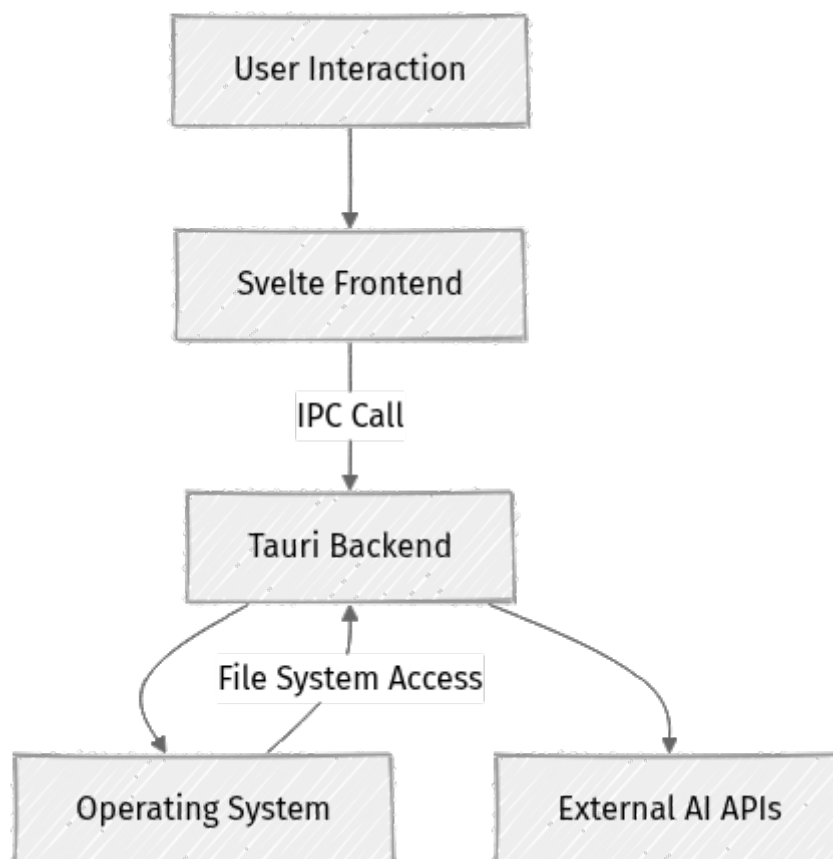 User Interaction
Svelte Frontend
IPC Call
Tauri Backend
File System Access
Operating System
External AI APIs